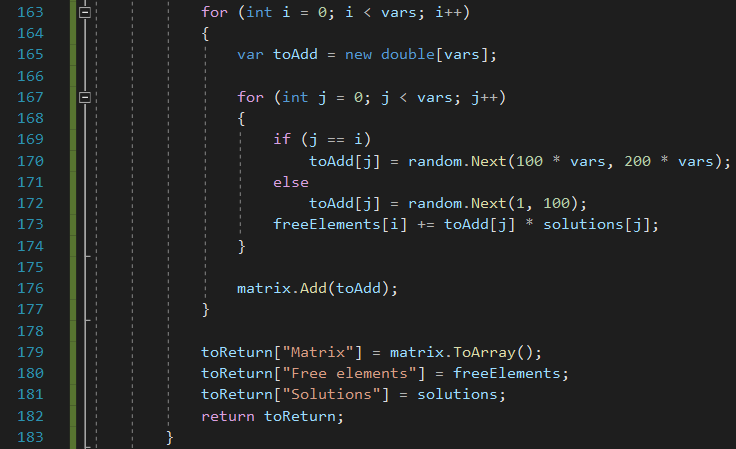 163 for (int i = 0; i < vars; i++)
164 {
165 var toAdd = new double[vars];
166
167 for (int j = 0; j < vars; j++)
168 {
169 if (j == i)
170 toAdd[j] = random.Next(100 * vars, 200 * vars);
171 else
172 toAdd[j] = random.Next(1, 100);
173 freeElements[i] += toAdd[j] * solutions[j];
174 }
175
176 matrix.Add(toAdd);
177 }
178
179 toReturn["Matrix"] = matrix.ToArray();
180 toReturn["Free elements"] = freeElements;
181 toReturn["Solutions"] = solutions;
182 return toReturn;
183 }